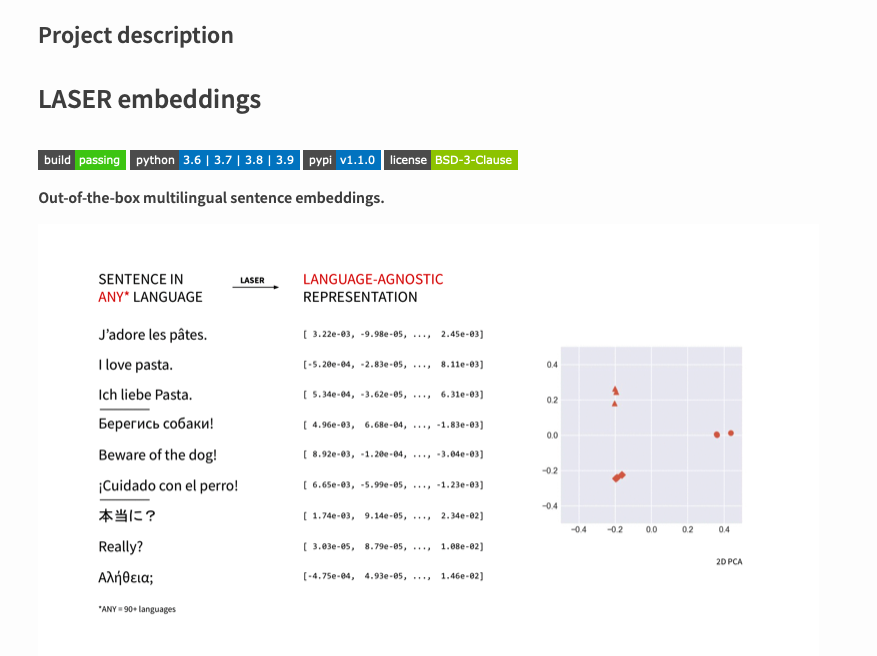 Project description
LASER embeddings
build passing python 3.6 | 3.7 | 3.8 | 3.9 pypi v1.1.0 license BSD-3-Clause
Out-of-the-box multilingual sentence embeddings.
SENTENCE IN
ANY* LANGUAGE
LASER
LANGUAGE-AGNOSTIC
REPRESENTATION
J’adore les pâtes.
[ 3.22e-03, -9.98e-05, ..., 2.45e-03]
I love pasta.
[-5.20e-04, -2.83e-05, ..., 8.11e-03]
Ich liebe Pasta.
[ 5.34e-04, -3.62e-05, ..., 6.31e-03]
Берегись собаки!
[ 4.96e-03, 6.68e-04, ..., -1.83e-03]
Beware of the dog!
[ 8.92e-03, -1.20e-04, ..., -3.04e-03]
¡Cuidado con el perro!
[ 6.65e-03, -5.99e-05, ..., -1.23e-03]
本当に？
[ 1.74e-03, 9.14e-05, ..., 2.34e-02]
Really?
[ 3.03e-05, 8.79e-05, ..., 1.08e-02]
Αλήθεια;
[-4.75e-04, 4.93e-05, ..., 1.46e-02]
*ANY = 90+ languages
0.4
0.2
0.0
−0.2
−0.4
−0.4 −0.2 0.0 0.2 0.4
2D PCA